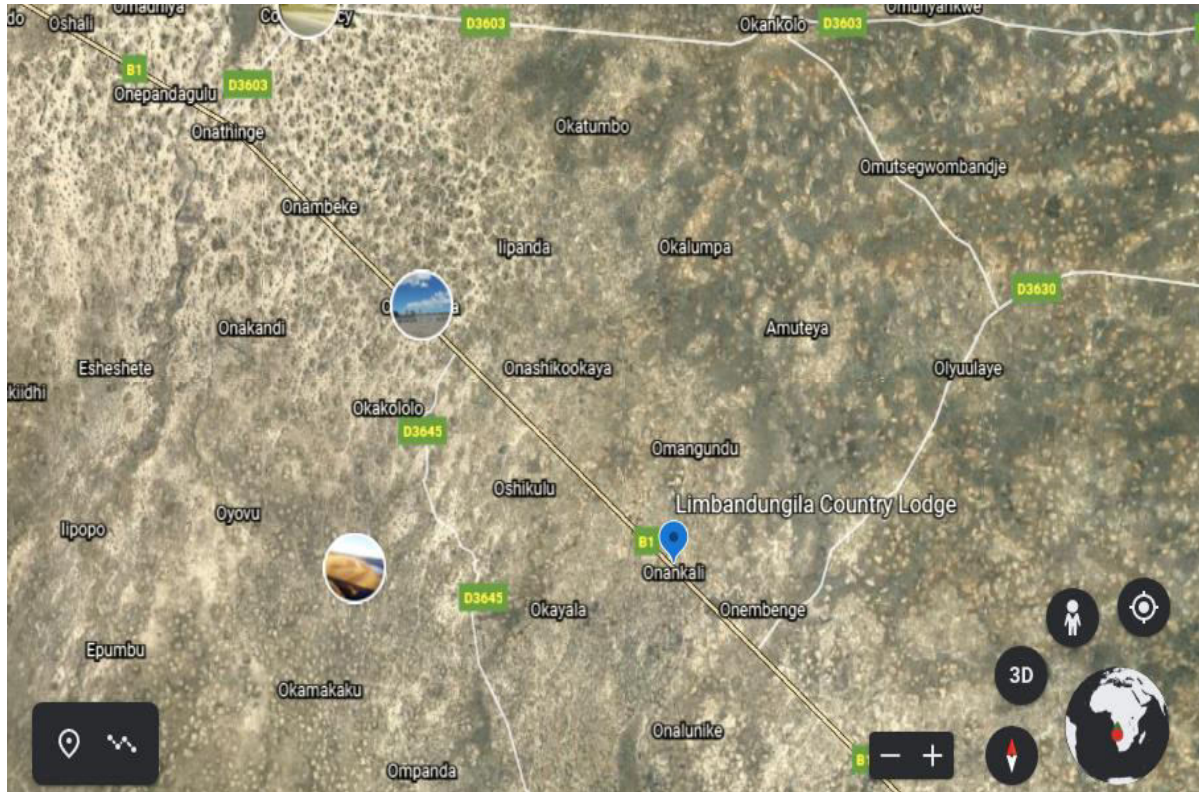 Omadhiya
Omunyankwe
Oshali
D3603
Okankolo
D3603
B1
D3603
Onepandagulu
Onathinge
Okatumbo
Omutsegwombandje
Onambeke
Iipanda
Okalumpa
D3630
Onakandi
Amuteya
Esheshete
Onashikookaya
Olyuulaye
Okakololo
D3645
Omangundu
Oshikulu
Limbandungila Country Lodge
Oyovu
Iipopo
B1
Onankali
D3645
Okayala
Onembenge
Epumbu
3D
Okamakaku
Onalunike
Ompanda